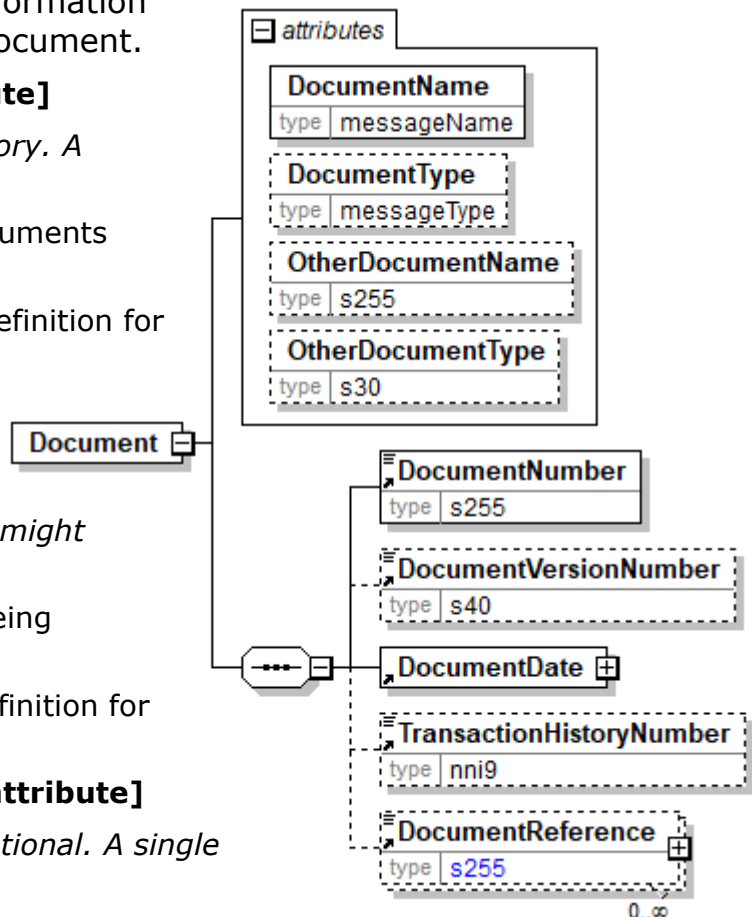 ormation
ocument.
te]
ory. A
uments
efinition for
might
eing
finition for
attribute]
tional. A single
attributes
DocumentName
type messageName
DocumentType
type messageType
OtherDocumentName
type s255
OtherDocumentType
type s30
Document
DocumentNumber
type s255
DocumentVersionNumber
type s40
DocumentDate
TransactionHistoryNumber
type nni9
DocumentReference
type s255
0..∞